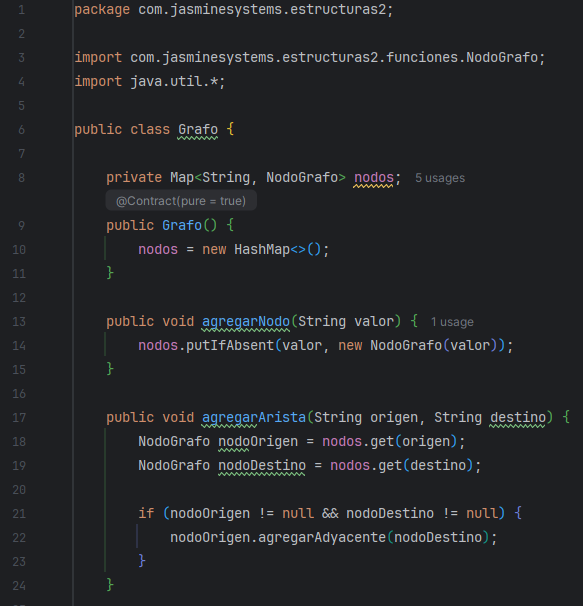 1 package com.jasminesystems.estructuras2;
2
3 import com.jasminesystems.estructuras2.funciones.NodoGrafo;
4 import java.util.*;
5
6 public class Grafo {
7
8 private Map<String, NodoGrafo> nodos; 5 usages
@Contract(pure = true)
9 public Grafo() {
10 nodos = new HashMap<>();
11 }
12
13 public void agregarNodo(String valor) { 1 usage
14 nodos.putIfAbsent(valor, new NodoGrafo(valor));
15 }
16
17 public void agregarArista(String origen, String destino) {
18 NodoGrafo nodoOrigen = nodos.get(origen);
19 NodoGrafo nodoDestino = nodos.get(destino);
20
21 if (nodoOrigen != null && nodoDestino != null) {
22 nodoOrigen.agregarAdyacente(nodoDestino);
23 }
24 }